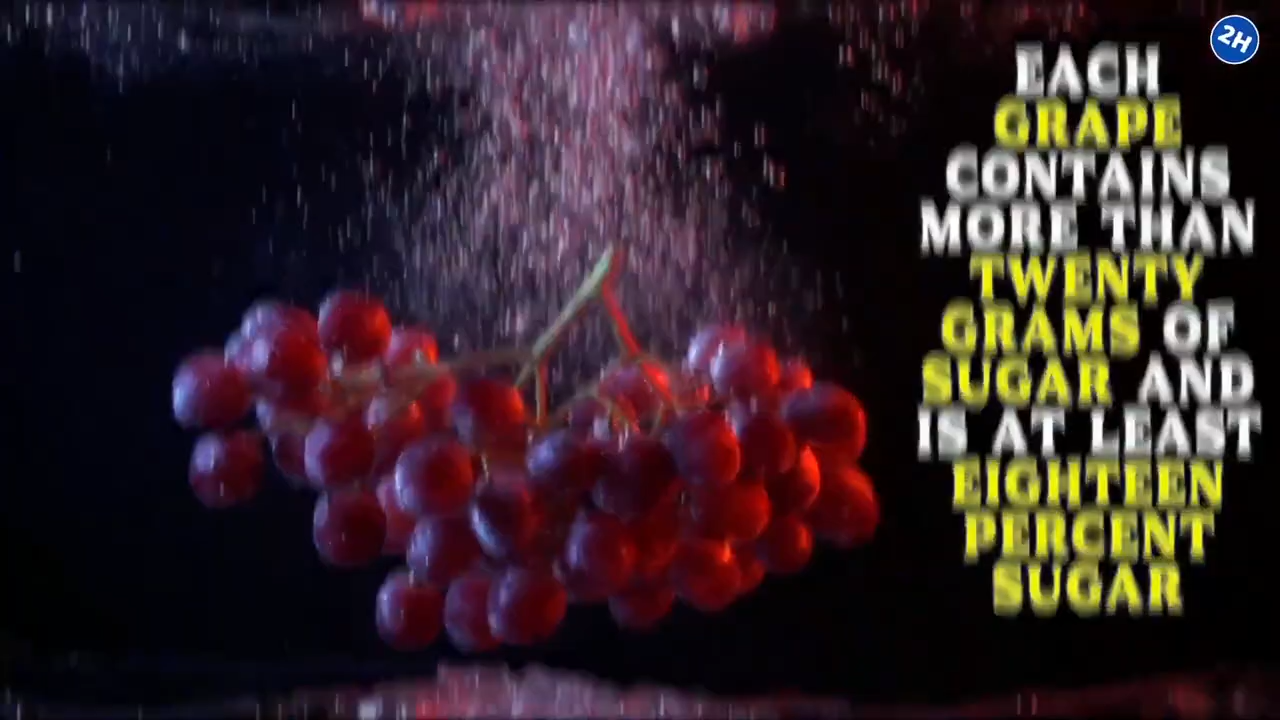 2H
EACH
GRAPE
CONTAINS
MORE THAN
TWENTY
GRAMS OF
SUGAR AND
IS AT LEAST
EIGHTEEN
PERCENT
SUGAR